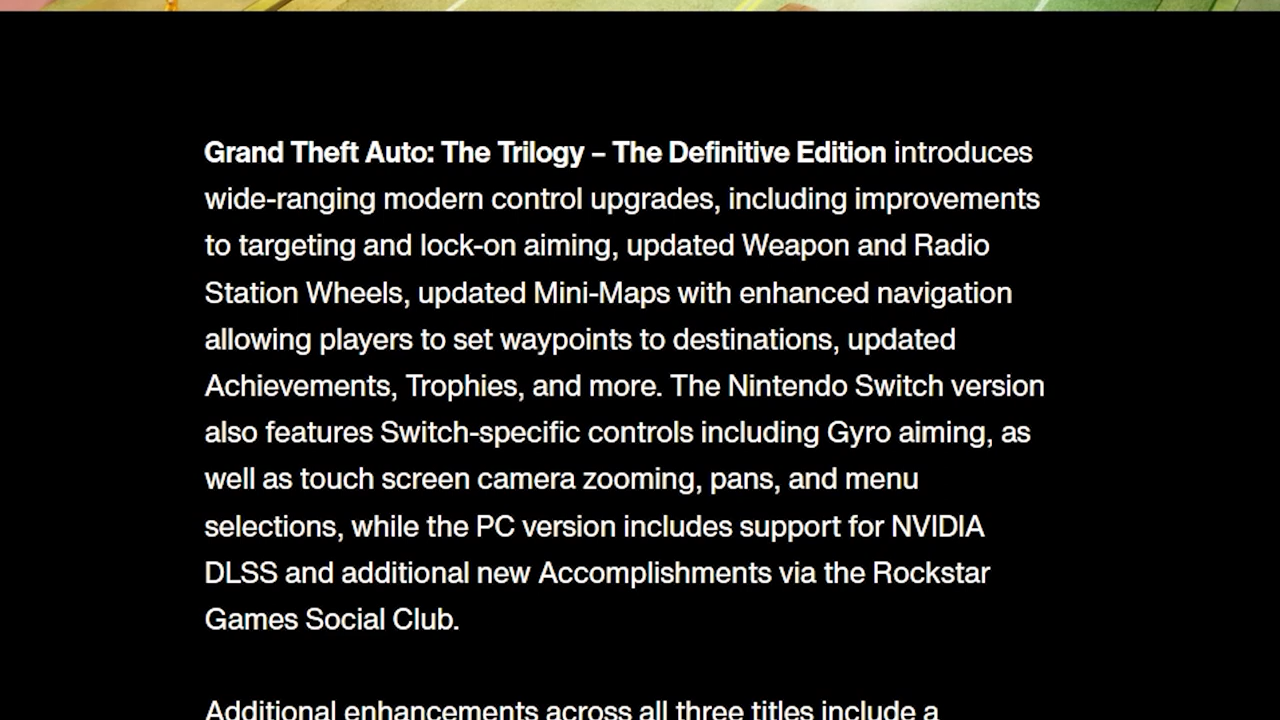 Grand Theft Auto: The Trilogy – The Definitive Edition introduces
wide-ranging modern control upgrades, including improvements
to targeting and lock-on aiming, updated Weapon and Radio
Station Wheels, updated Mini-Maps with enhanced navigation
allowing players to set waypoints to destinations, updated
Achievements, Trophies, and more. The Nintendo Switch version
also features Switch-specific controls including Gyro aiming, as
well as touch screen camera zooming, pans, and menu
selections, while the PC version includes support for NVIDIA
DLSS and additional new Accomplishments via the Rockstar
Games Social Club.
Additional enhancements across all three titles include a